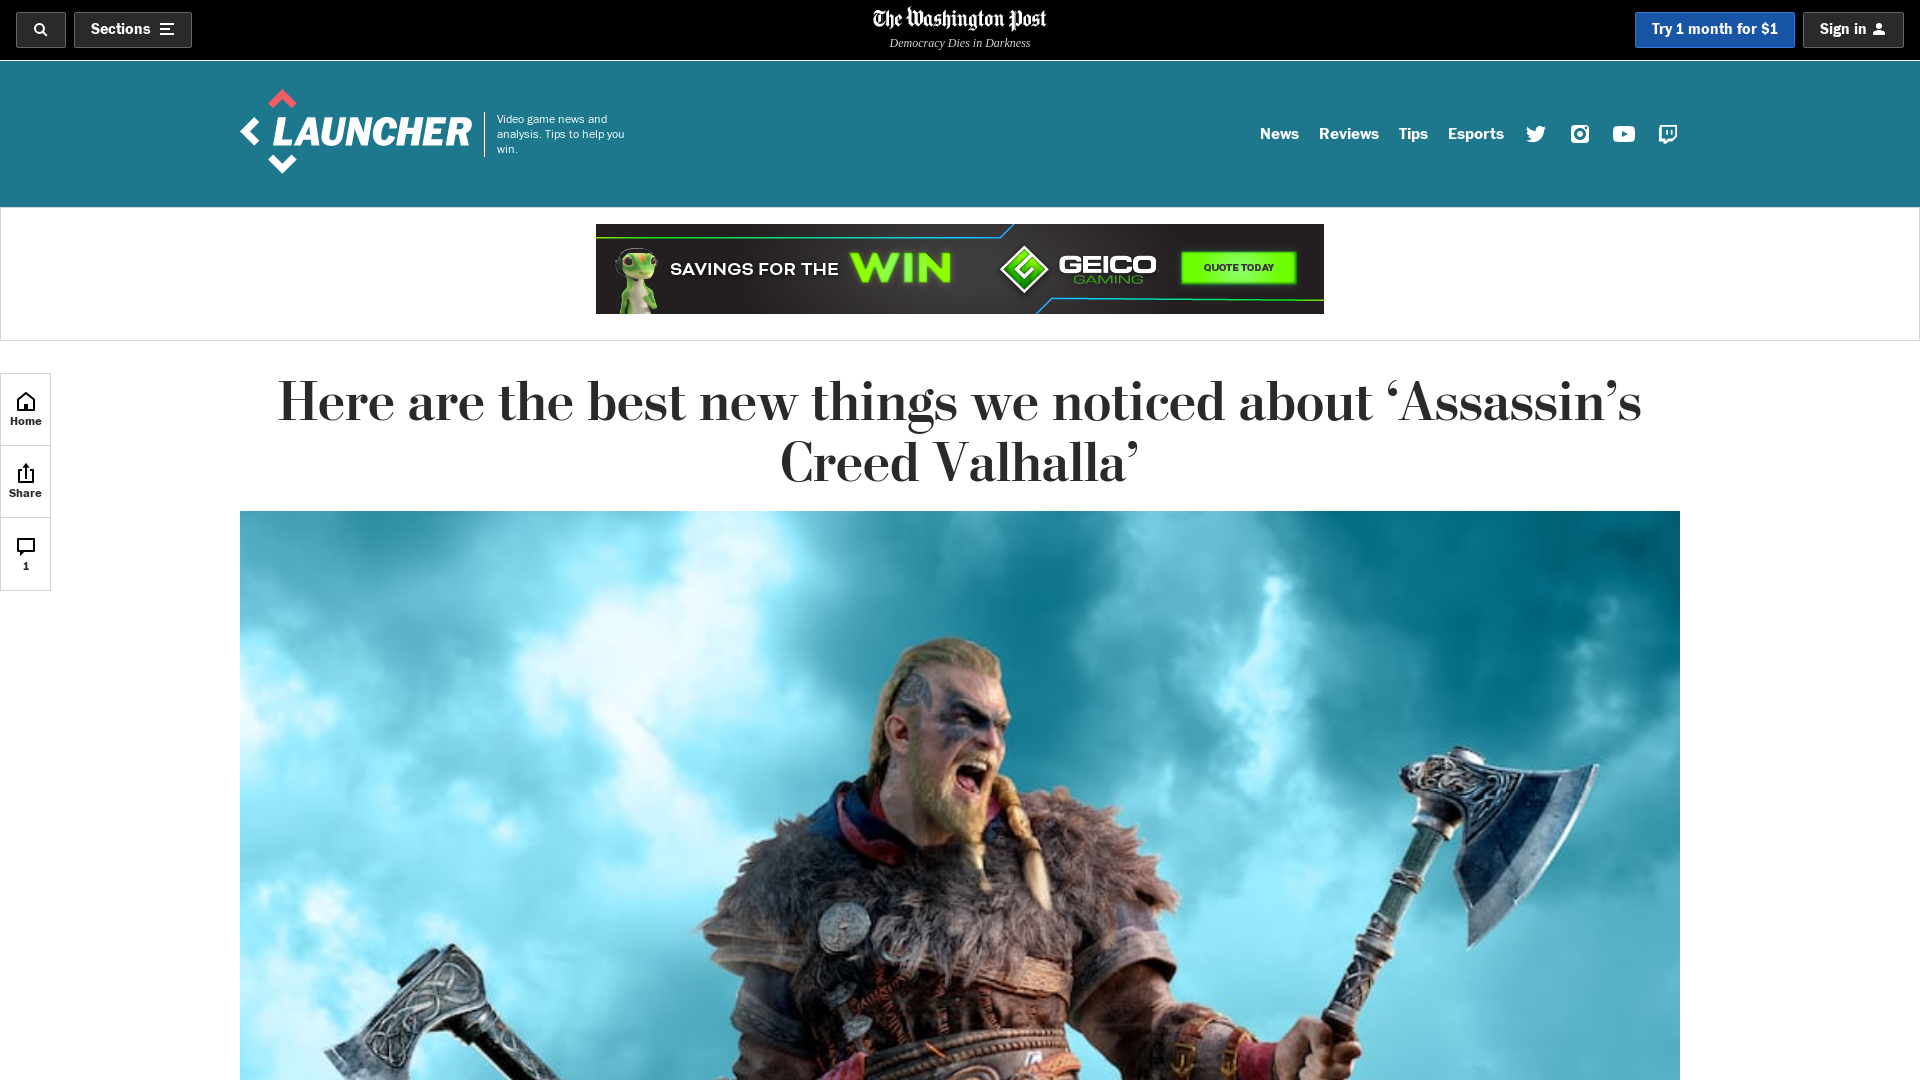 Sections
The Washington Post
Democracy Dies in Darkness
Try 1 month for $1
Sign in
LAUNCHER
Video game news and
analysis. Tips to help you
win.
News
Reviews
Tips
Esports
SAVINGS FOR THE WIN
GEICO
GAMING
QUOTE TODAY
Home
Share
1
Here are the best new things we noticed about ‘Assassin’s
Creed Valhalla’